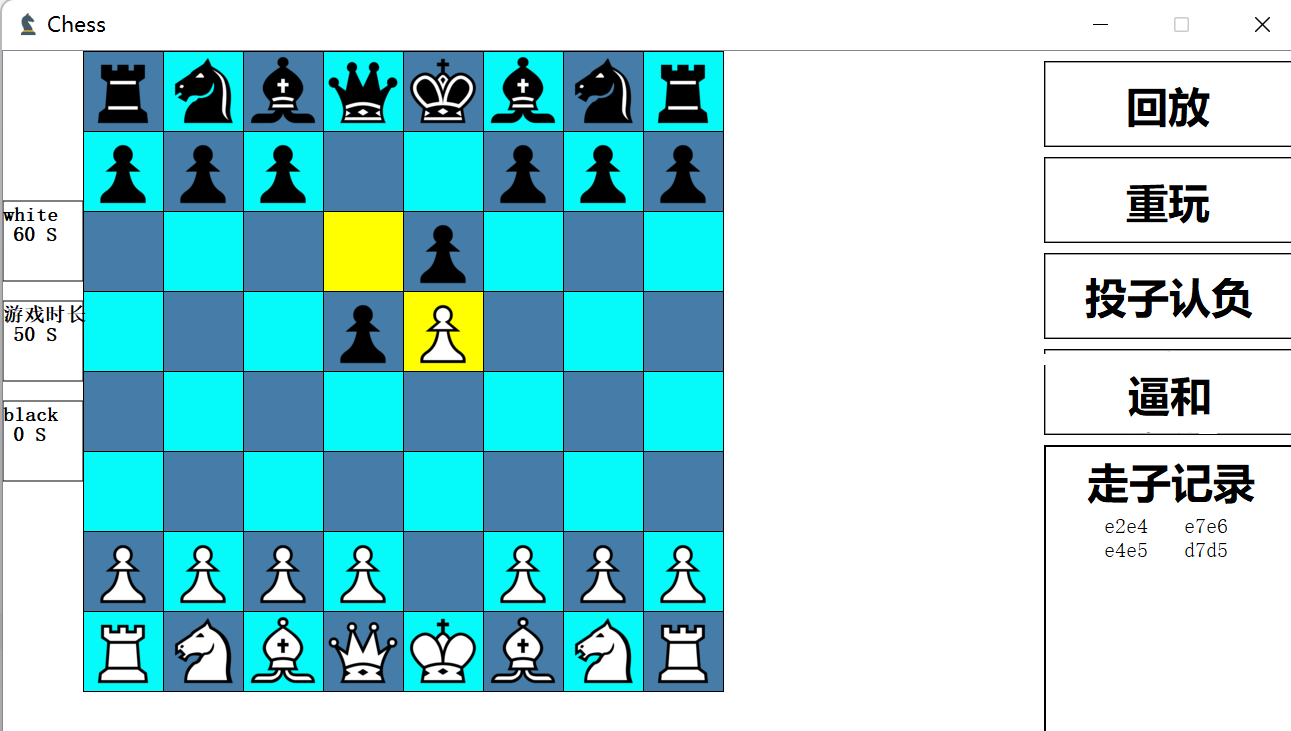 Chess
white
60 S
游戏时长
50 S
black
0 S
回放
重玩
投子认负
逼和
走子记录
e2e4 e7e6
e4e5 d7d5